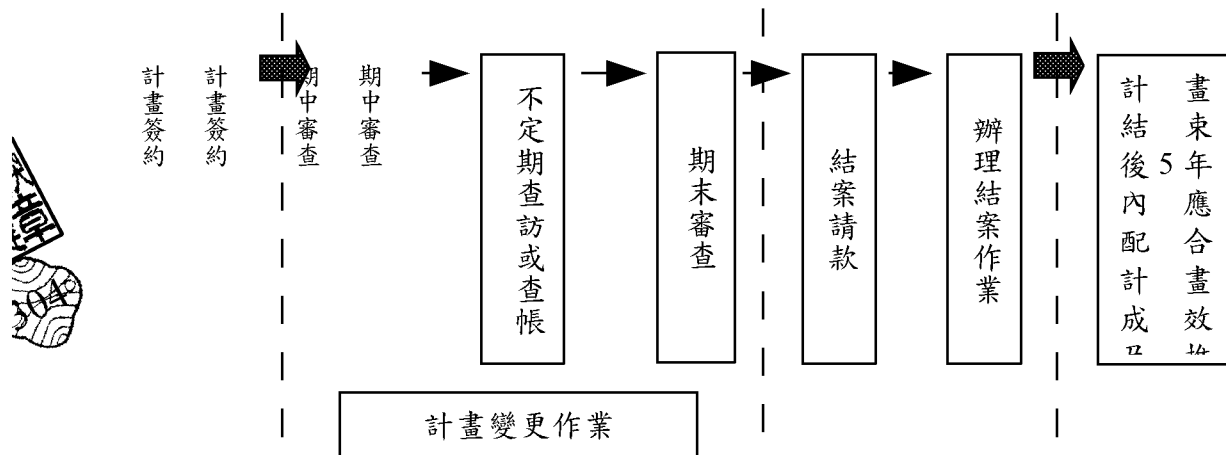 計畫簽約
計畫簽約
期中審查
期中審查
不定期查訪或查帳
期末審查
結案請款
辦理結案作業
計畫
結束
後5年
內應
配合
計畫
成效
計畫變更作業
章
304